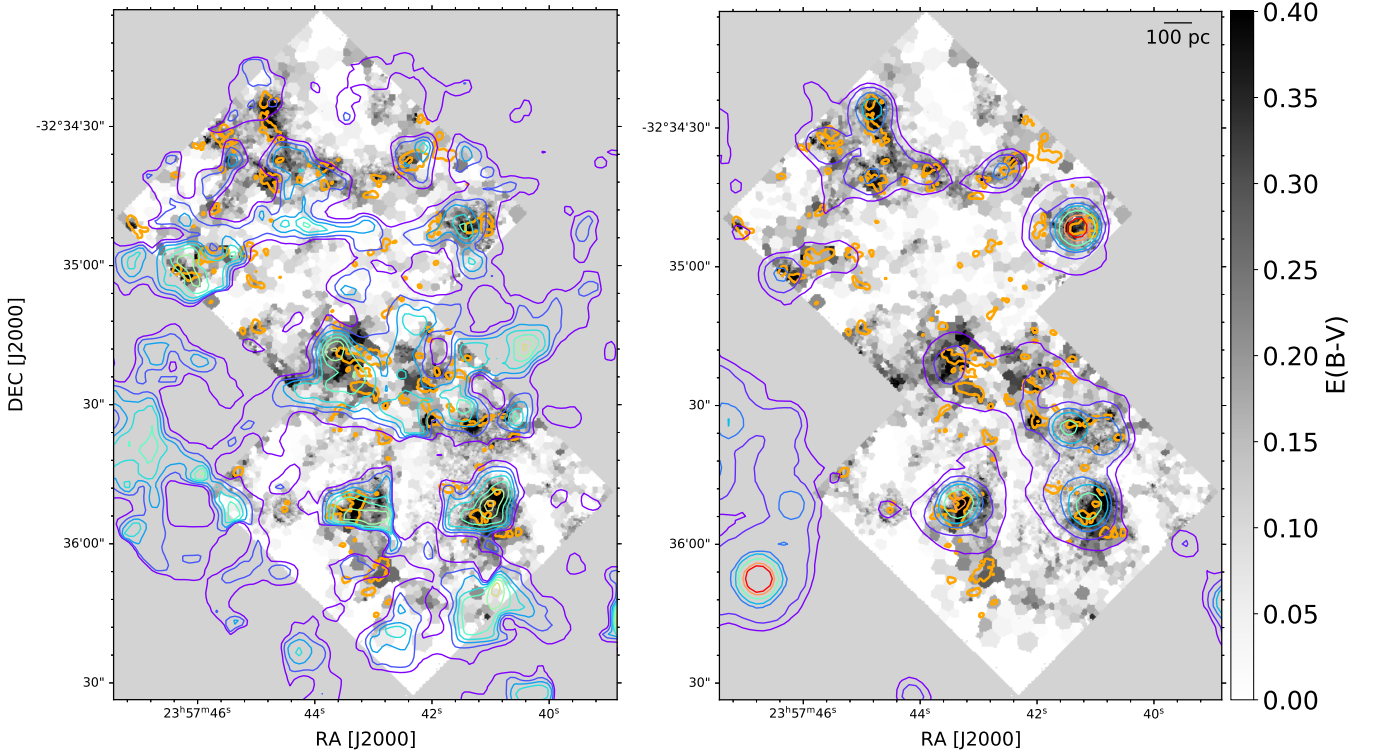 DEC [J2000]
-32°34'30"
35'00"
30"
36'00"
30"
23ʰ57ᵐ46ˢ
44ˢ
42ˢ
40ˢ
RA [J2000]
100 pc
-32°34'30"
35'00"
30"
36'00"
30"
23ʰ57ᵐ46ˢ
44ˢ
42ˢ
40ˢ
RA [J2000]
0.40
0.35
0.30
0.25
0.20
0.15
0.10
0.05
0.00
E(B-V)